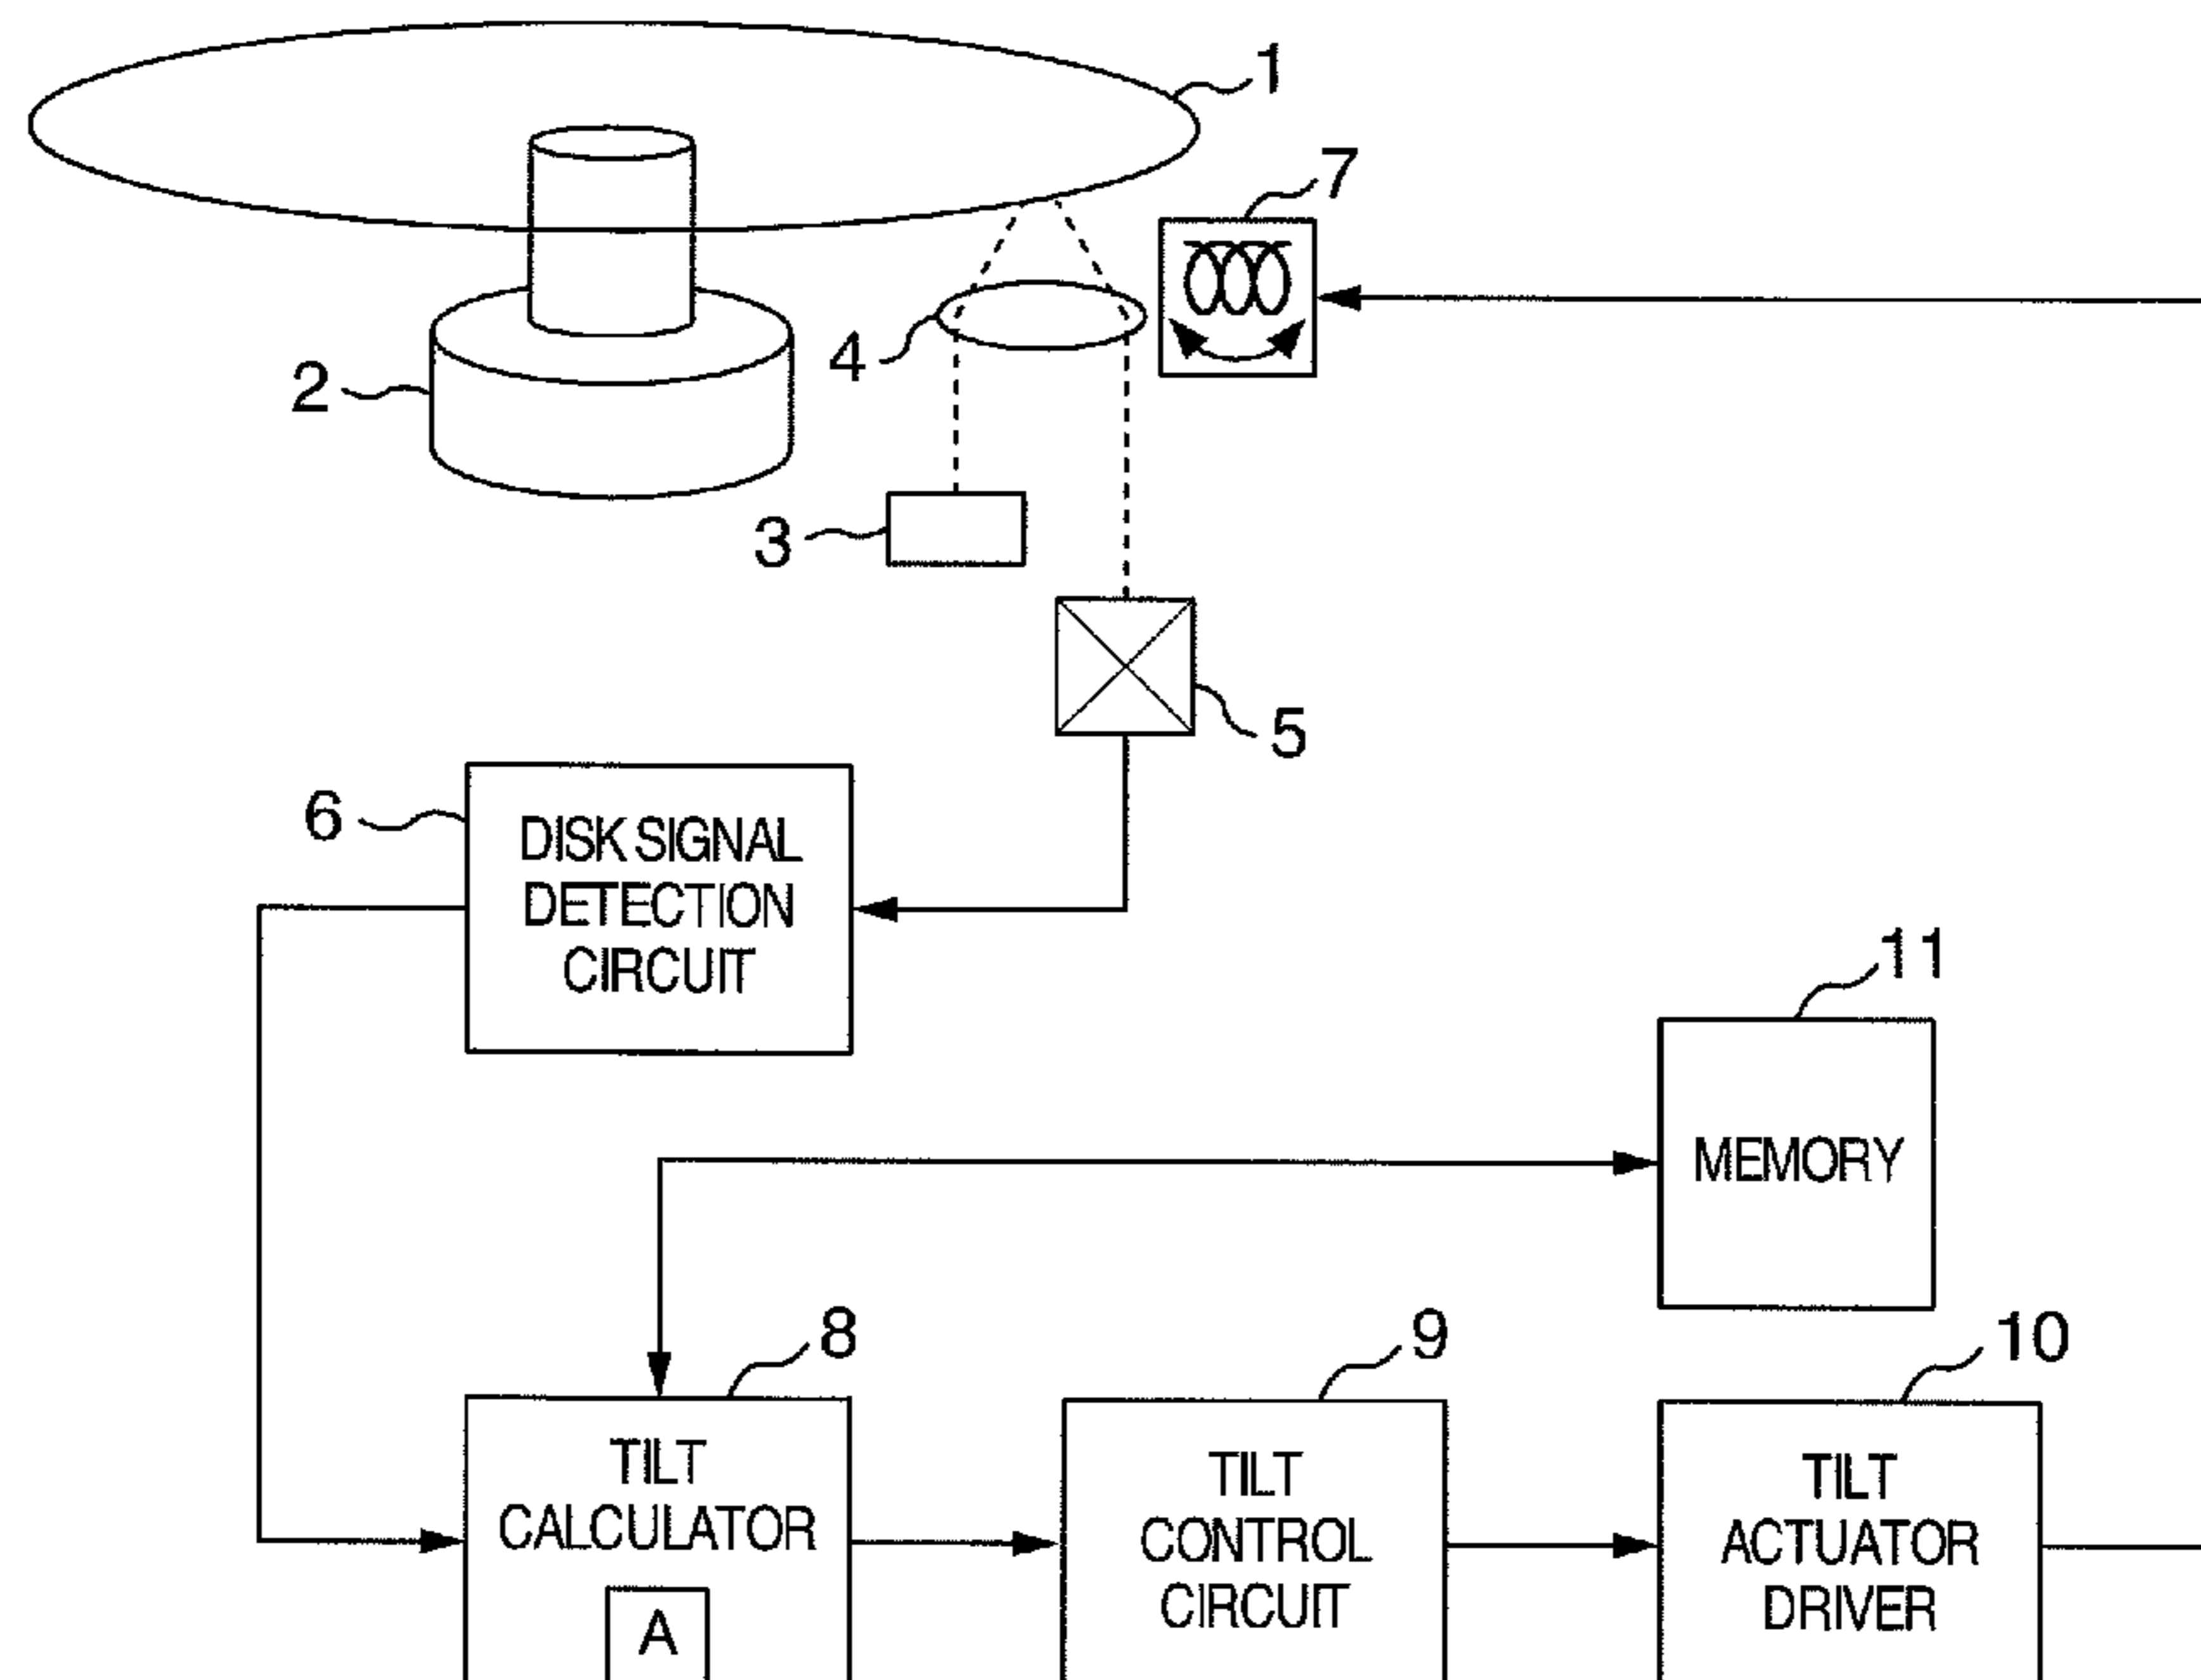 1
7
4
2
3
5
6
DISK SIGNAL
DETECTION
CIRCUIT
11
MEMORY
8
9
10
TILT
CALCULATOR
A
TILT
CONTROL
CIRCUIT
TILT
ACTUATOR
DRIVER